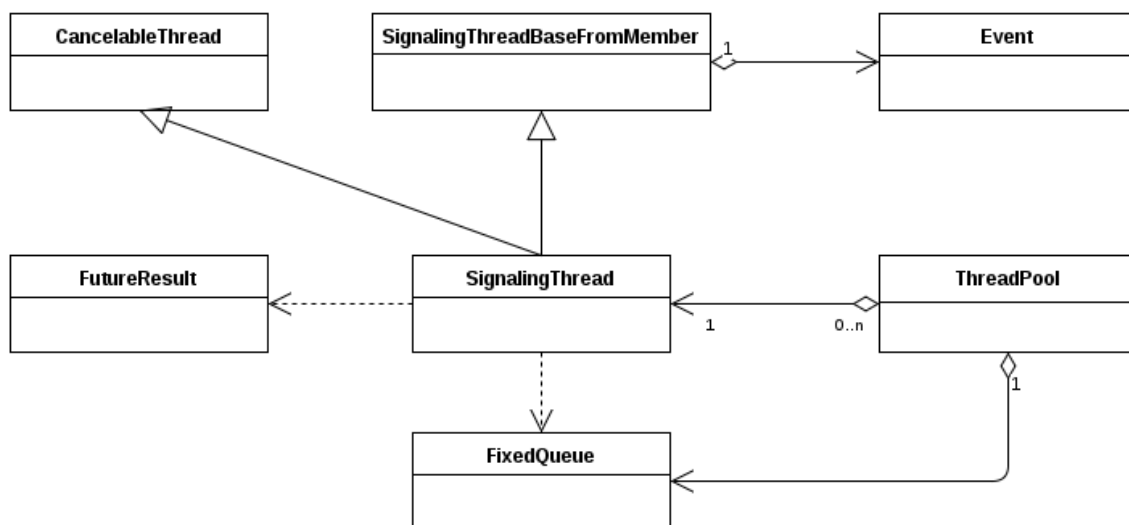 CancelableThread
SignalingThreadBaseFromMember
1
Event
FutureResult
SignalingThread
ThreadPool
1
0..n
1
FixedQueue